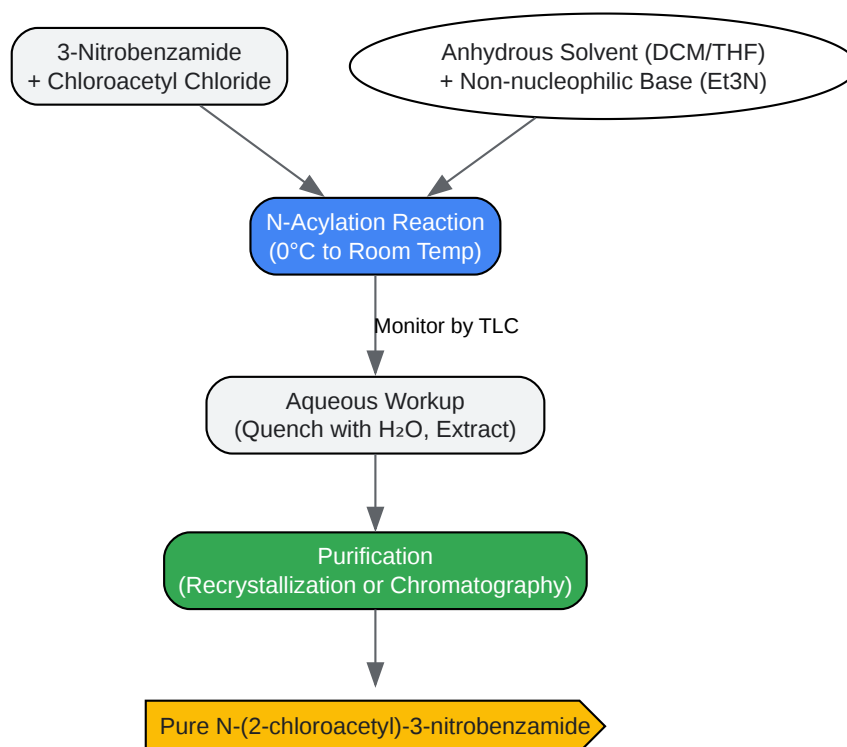 3-Nitrobenzamide
+ Chloroacetyl Chloride
Anhydrous Solvent (DCM/THF)
+ Non-nucleophilic Base (Et3N)
N-Acylation Reaction
(0°C to Room Temp)
Monitor by TLC
Aqueous Workup
(Quench with H₂O, Extract)
Purification
(Recrystallization or Chromatography)
Pure N-(2-chloroacetyl)-3-nitrobenzamide